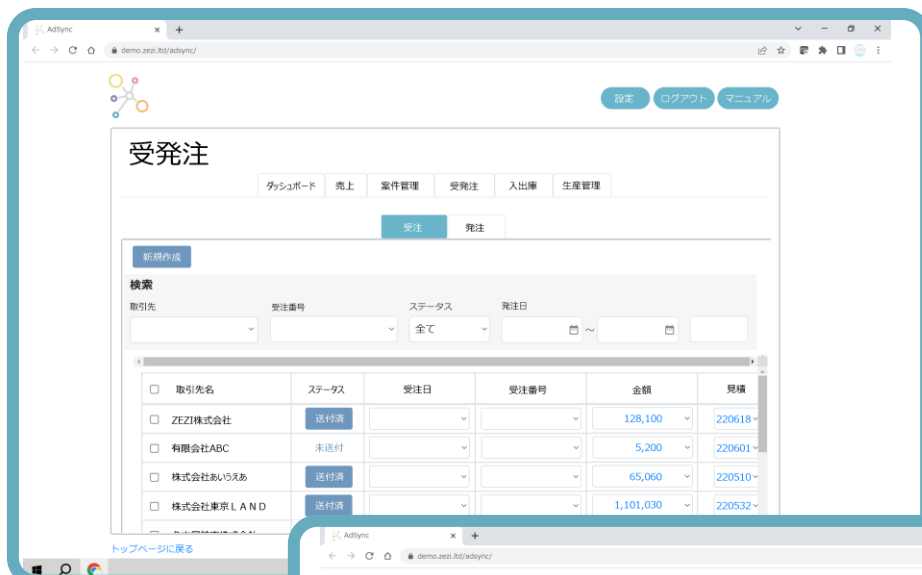 AdSync
demo.zezi.ltd/adsync/
設定 ログアウト マニュアル
受発注
ダッシュボード 売上 案件管理 受発注 入出庫 生産管理
受注 発注
新規作成
検索
取引先 受注番号 ステータス 発注日
全て ～
取引先名 ステータス 受注日 受注番号 金額 見積
ZEZI株式会社 送付済 128,100 220618
有限会社ABC 未送付 5,200 220601
株式会社あいうえあ 送付済 65,060 220510
株式会社東京ＬＡＮＤ 送付済 1,101,030 220532
トップページに戻る
AdSync
demo.zezi.ltd/adsync/